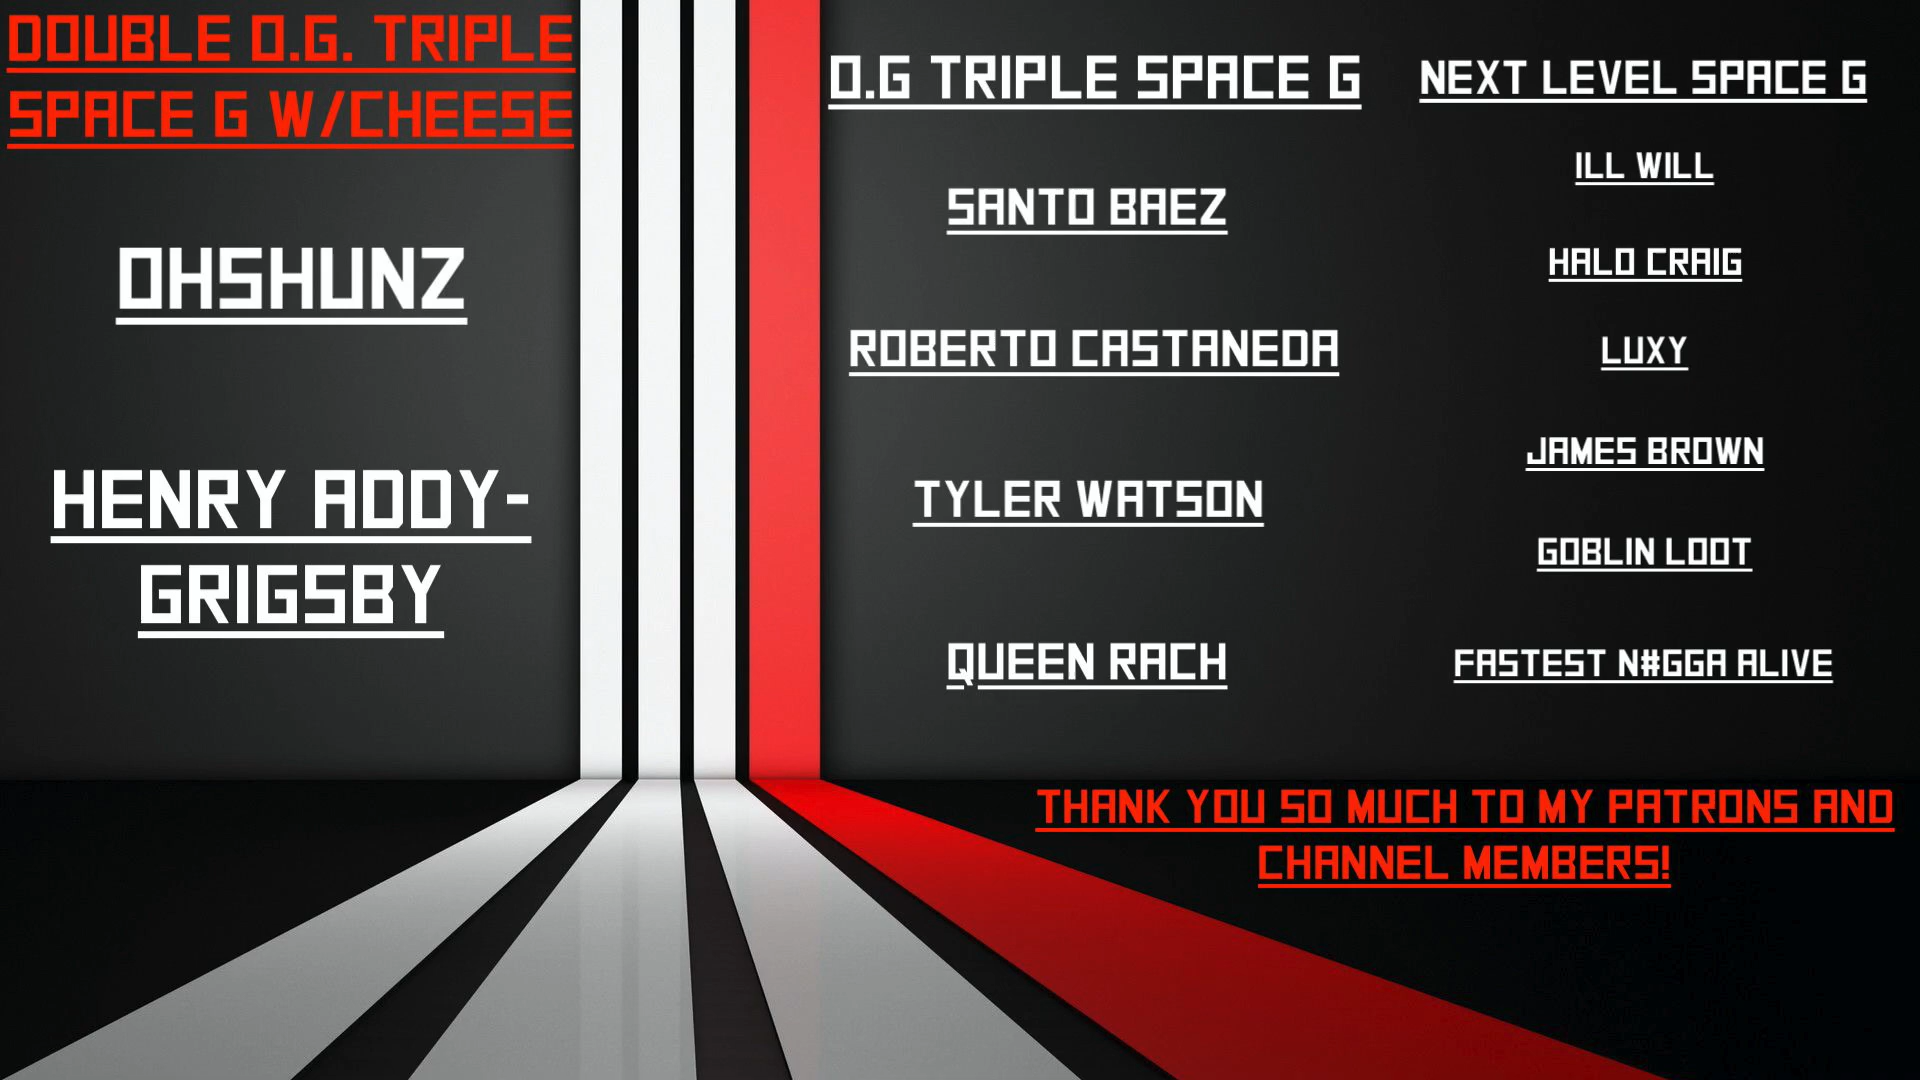 DOUBLE O.G. TRIPLE
SPACE G W/CHEESE
OHSHUNZ
HENRY ADDY-
GRIGSBY
O.G TRIPLE SPACE G
SANTO BAEZ
ROBERTO CASTANEDA
TYLER WATSON
QUEEN RACH
NEXT LEVEL SPACE G
ILL WILL
HALO CRAIG
LUXY
JAMES BROWN
GOBLIN LOOT
FASTEST N#GGA ALIVE
THANK YOU SO MUCH TO MY PATRONS AND
CHANNEL MEMBERS!